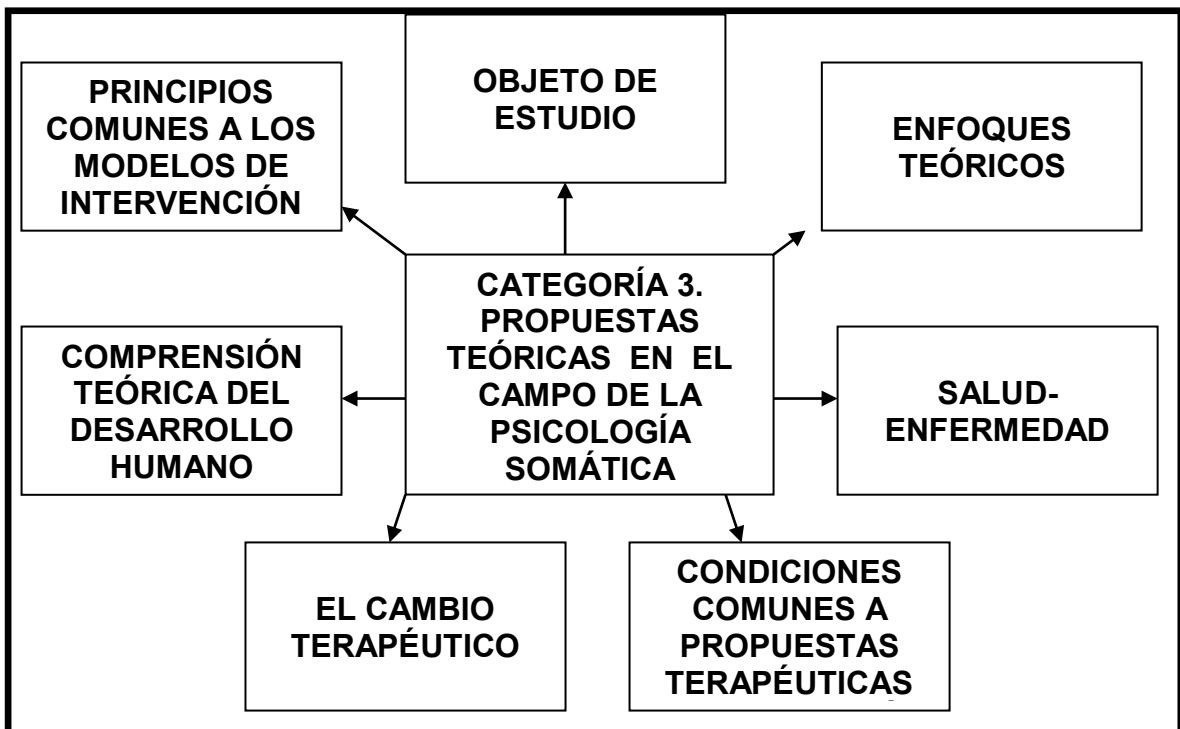 PRINCIPIOS
COMUNES A LOS
MODELOS DE
INTERVENCIÓN
OBJETO DE
ESTUDIO
ENFOQUES
TEÓRICOS
CATEGORÍA 3.
PROPUESTAS
TEÓRICAS EN EL
CAMPO DE LA
PSICOLOGÍA
SOMÁTICA
COMPRENSIÓN
TEÓRICA DEL
DESARROLLO
HUMANO
SALUD-
ENFERMEDAD
EL CAMBIO
TERAPÉUTICO
CONDICIONES
COMUNES A
PROPUESTAS
TERAPÉUTICAS